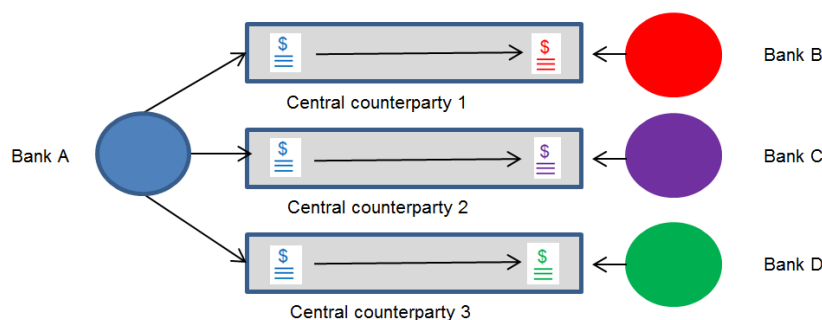 $ $
Bank B
Central counterparty 1
Bank A
$ $
Bank C
Central counterparty 2
$ $
Bank D
Central counterparty 3